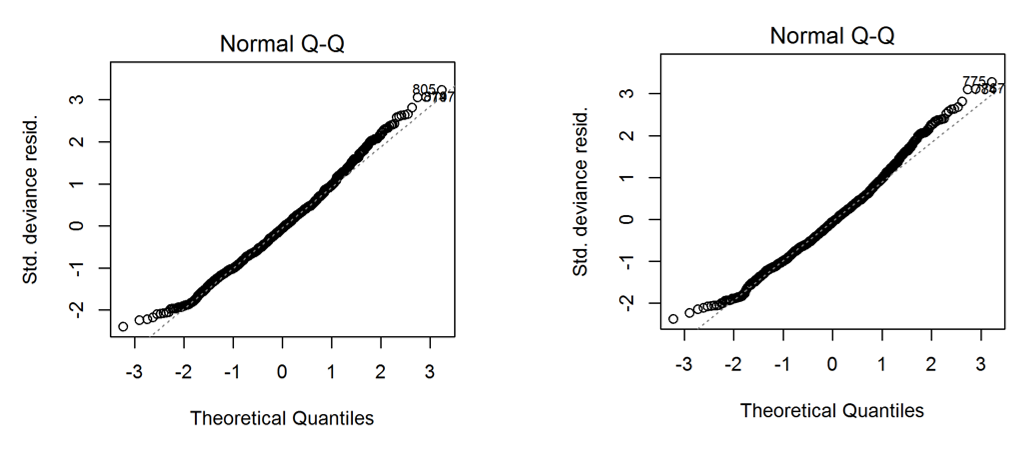 Normal Q-Q
Std. deviance resid.
3
2
1
0
-1
-2
805
-3 -2 -1 0 1 2 3
Theoretical Quantiles
Normal Q-Q
Std. deviance resid.
3
2
1
0
-1
-2
775
-3 -2 -1 0 1 2 3
Theoretical Quantiles